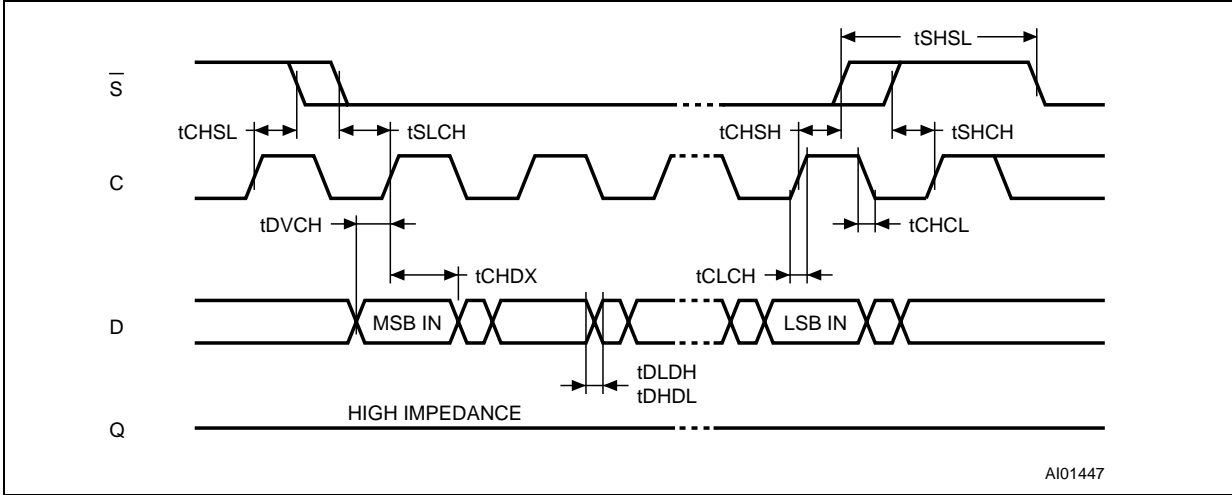 tSHSL
S̅
tCHSL
tSLCH
tCHSH
tSHCH
C
tDVCH
tCHCL
tCHDX
tCLCH
D
MSB IN
LSB IN
tDLDH
tDHDL
HIGH IMPEDANCE
Q
AI01447